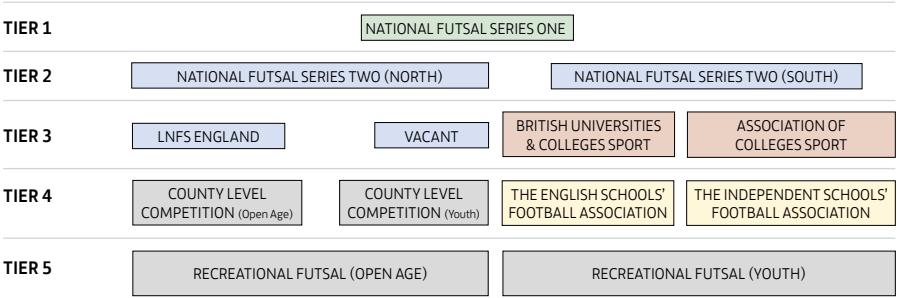 TIER 1
NATIONAL FUTSAL SERIES ONE
TIER 2
NATIONAL FUTSAL SERIES TWO (NORTH)
NATIONAL FUTSAL SERIES TWO (SOUTH)
TIER 3
LNFS ENGLAND
VACANT
BRITISH UNIVERSITIES
& COLLEGES SPORT
ASSOCIATION OF
COLLEGES SPORT
TIER 4
COUNTY LEVEL
COMPETITION (Open Age)
COUNTY LEVEL
COMPETITION (Youth)
THE ENGLISH SCHOOLS'
FOOTBALL ASSOCIATION
THE INDEPENDENT SCHOOLS'
FOOTBALL ASSOCIATION
TIER 5
RECREATIONAL FUTSAL (OPEN AGE)
RECREATIONAL FUTSAL (YOUTH)